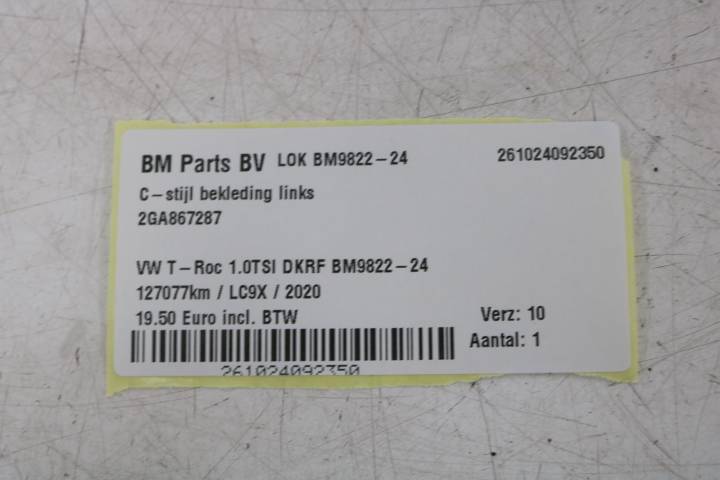 BM Parts BV LOK BM9822-24 261024092350
C-stijl bekleding links
2GA867287
VW T-Roc 1.0TSI DKRF BM9822-24
127077km / LC9X / 2020
19.50 Euro incl. BTW Verz: 10
Aantal: 1
261024092350